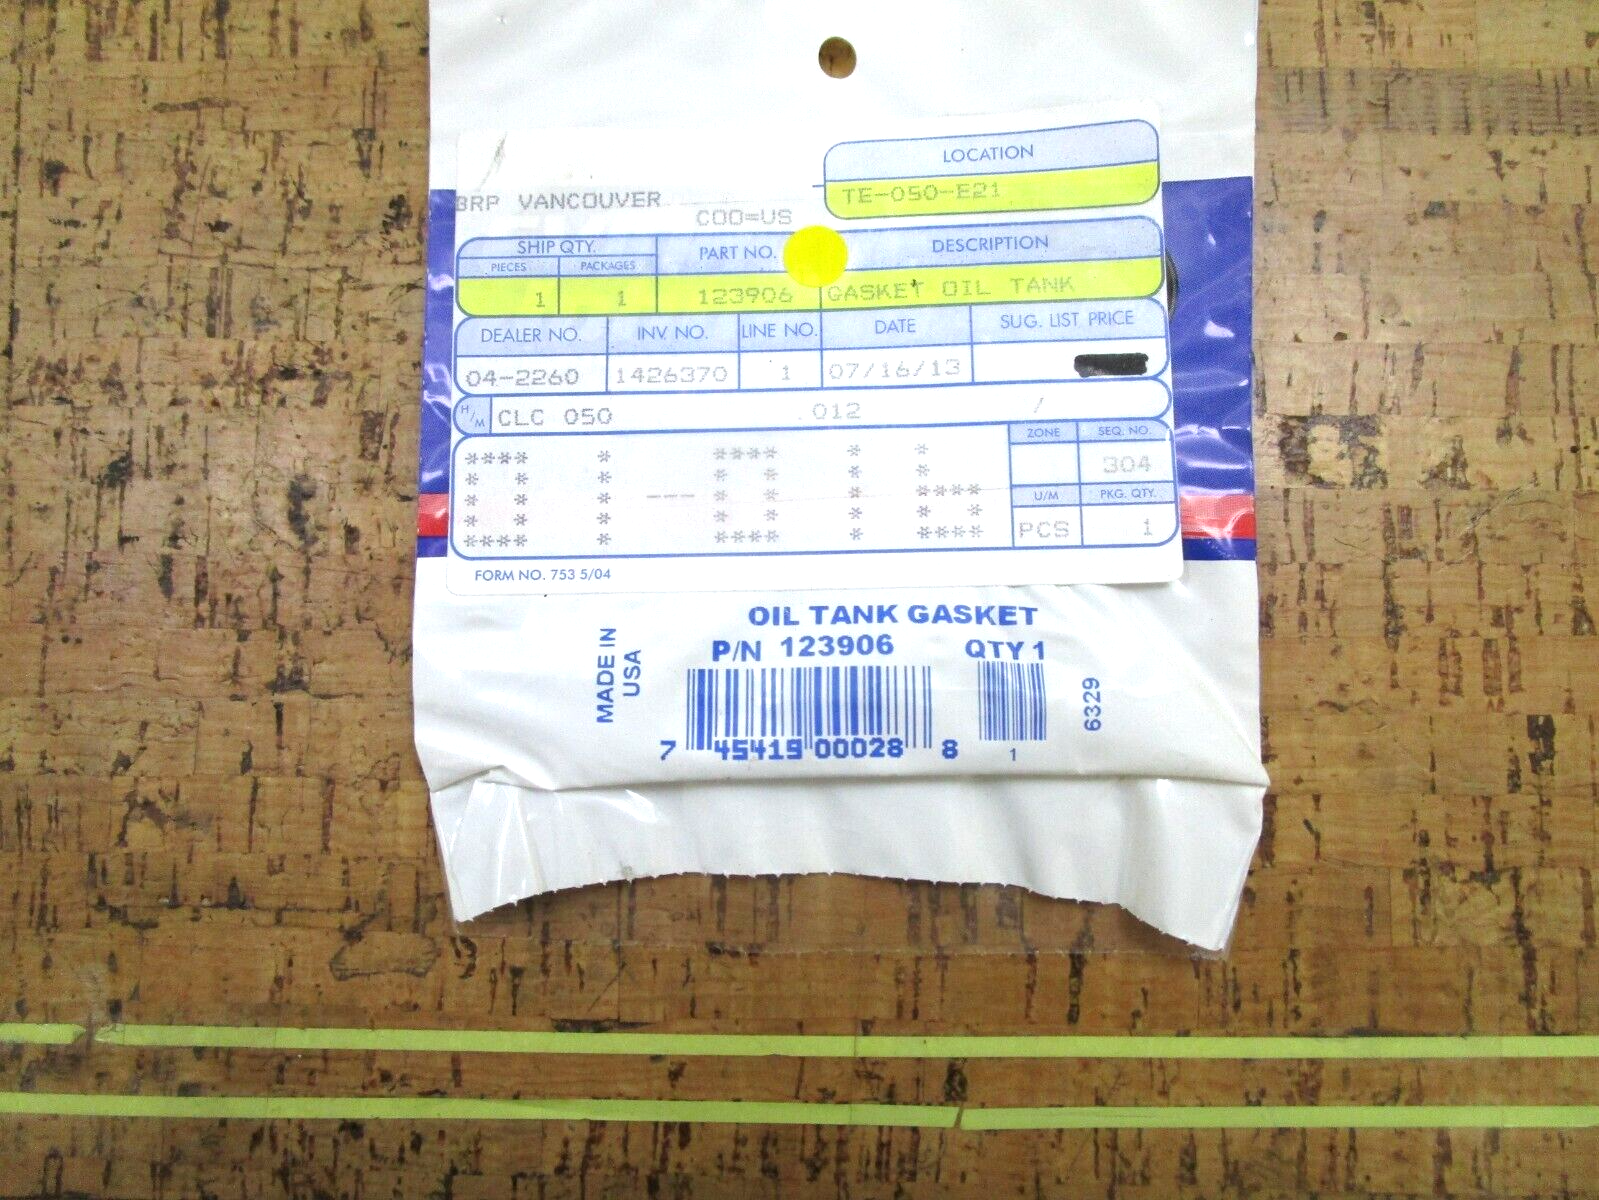 LOCATION
TE-050-E21
BRP VANCOUVER
COO=US
SHIP QTY.
PIECES PACKAGES
PART NO.
DESCRIPTION
1 1 123906 GASKET OIL TANK
DEALER NO. INV. NO. LINE NO. DATE SUG. LIST PRICE
04-2260 1426370 1 07/16/13
H/M CLC 050 .012 /
ZONE SEQ. NO.
304
U/M PKG. QTY.
PCS 1
**** * **** * *
* * * * * * *
* * * --- * * * ****
* * * * * * * *
**** * **** * ****
FORM NO. 753 5/04
OIL TANK GASKET
P/N 123906 QTY 1
MADE IN
USA
7 45419 00028 8
1
6329